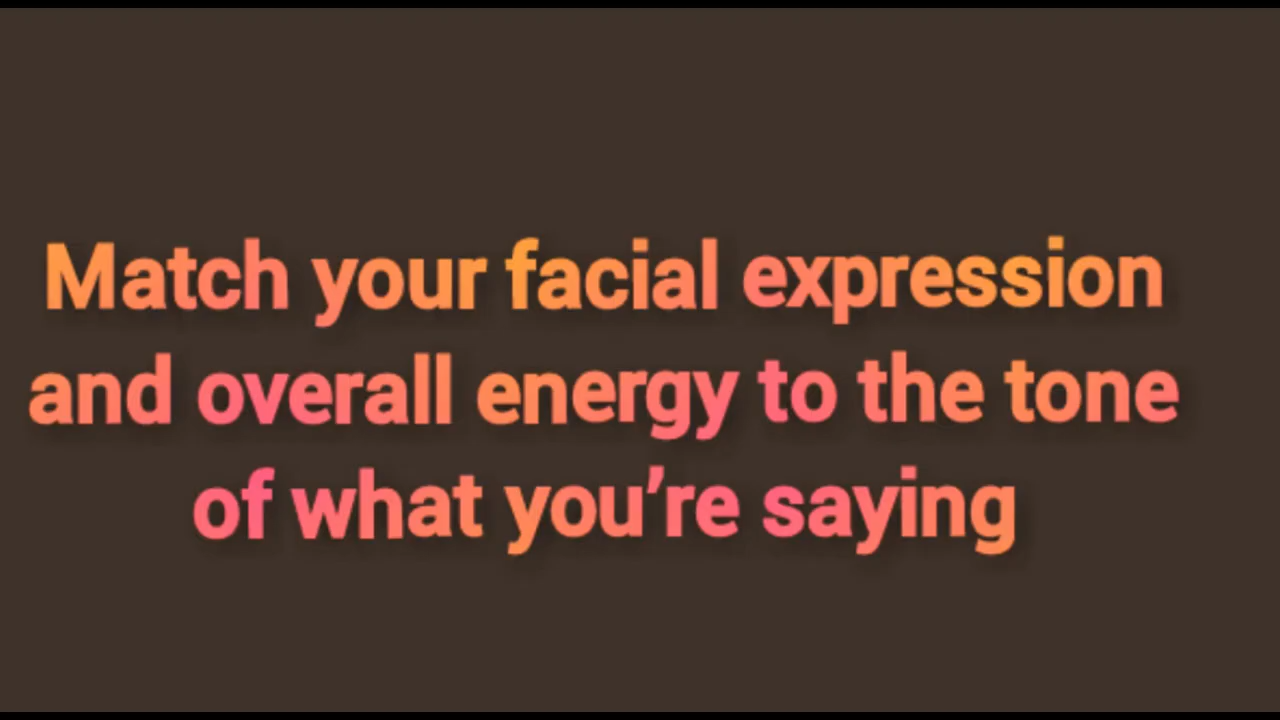 Match your facial expression
and overall energy to the tone
of what you’re saying